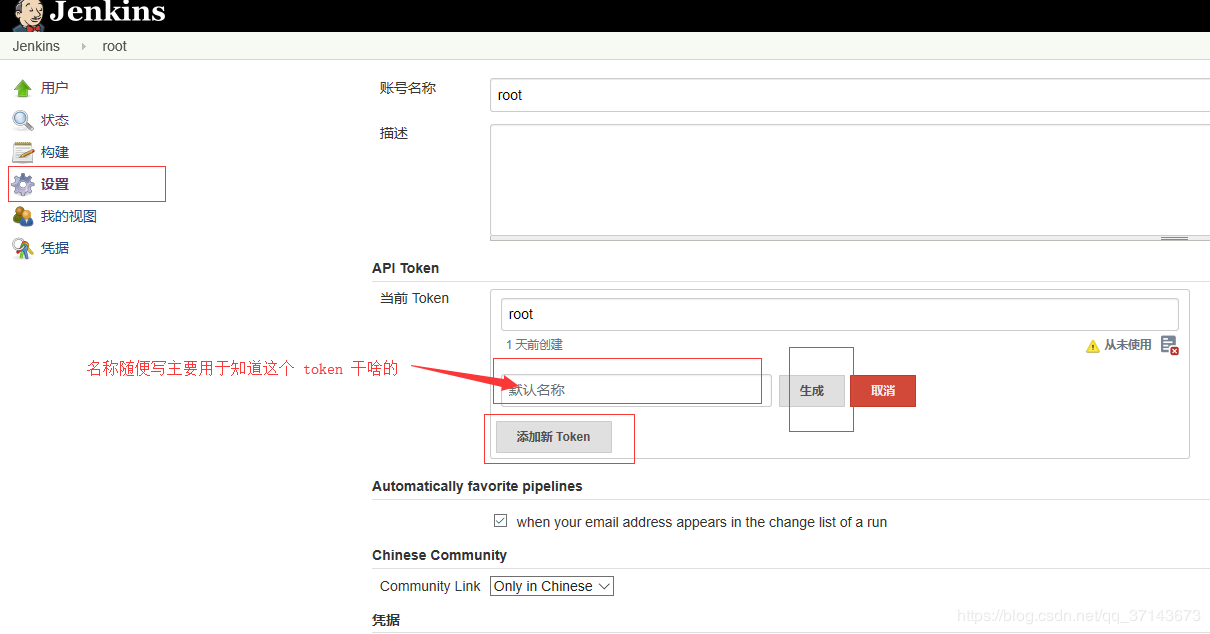 Jenkins
Jenkins root
用户
状态
构建
设置
我的视图
凭据
账号名称
root
描述
API Token
当前 Token
root
1 天前创建
从未使用
名称随便写主要用于知道这个 token 干啥的
默认名称
生成
取消
添加新 Token
Automatically favorite pipelines
when your email address appears in the change list of a run
Chinese Community
Community Link Only in Chinese
凭据
https://blog.csdn.net/qq_37143673